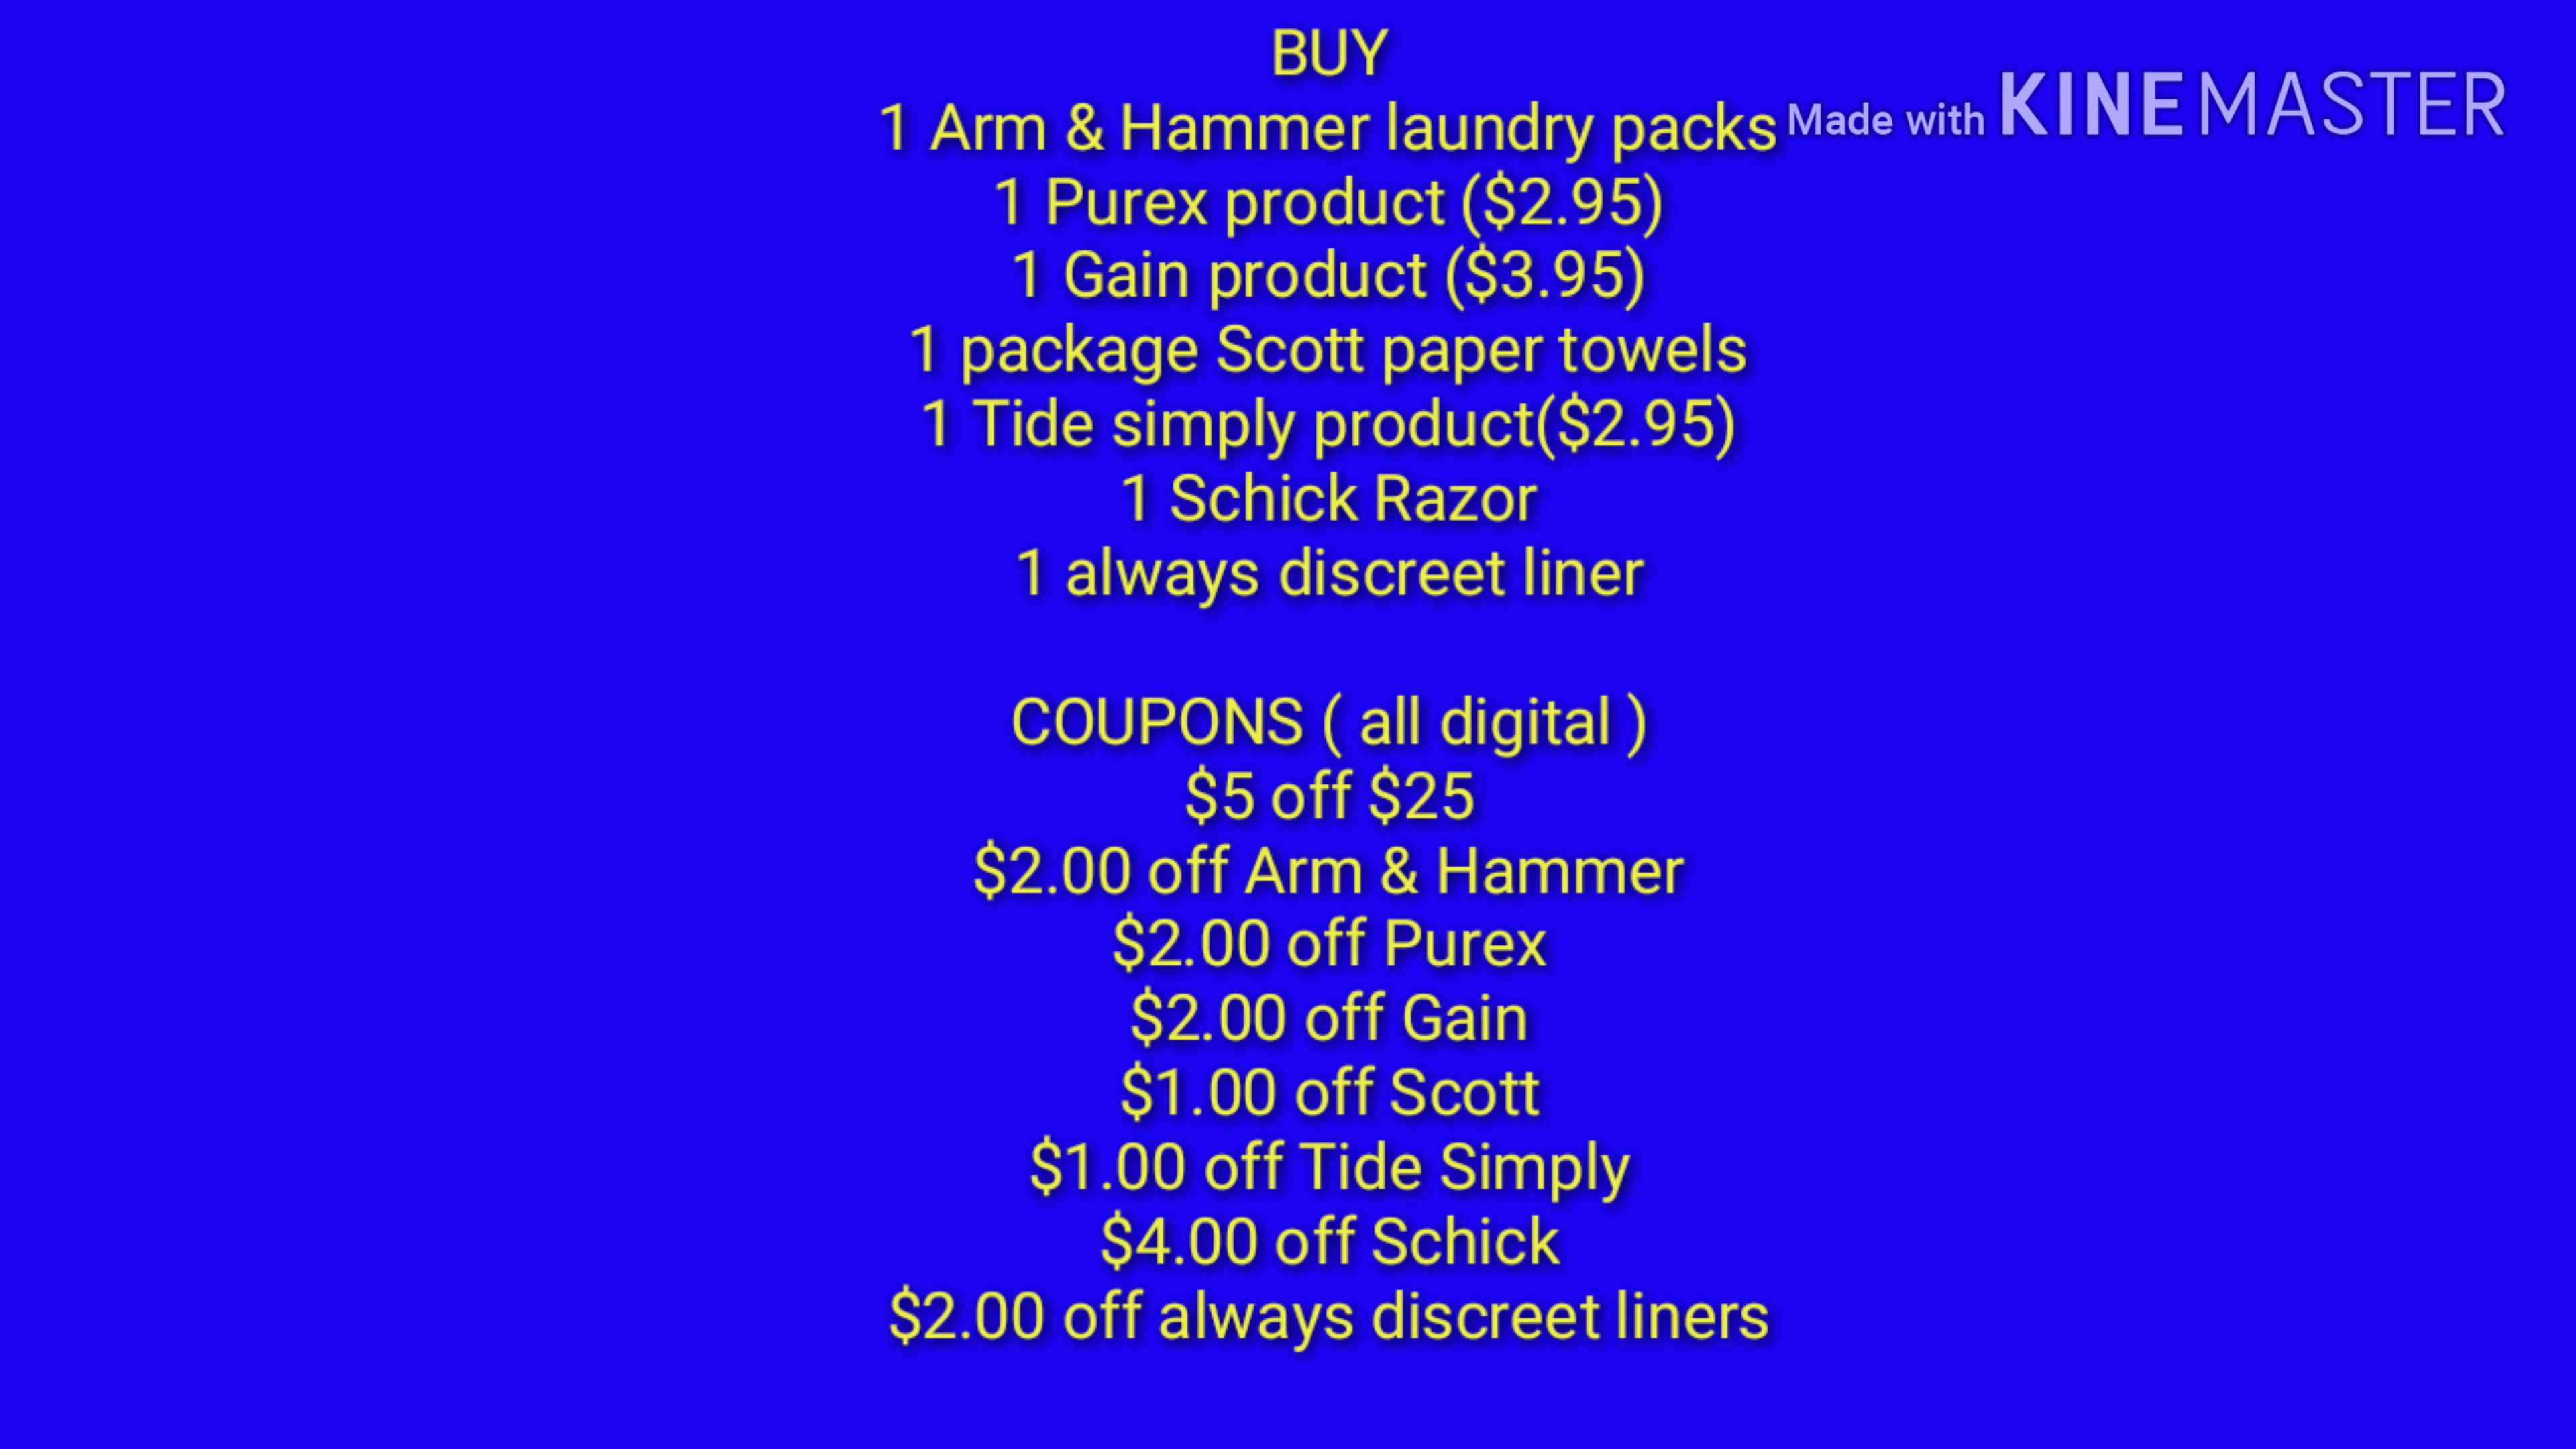 BUY
1 Arm & Hammer laundry packs
Made with KINEMASTER
1 Purex product ($2.95)
1 Gain product ($3.95)
1 package Scott paper towels
1 Tide simply product($2.95)
1 Schick Razor
1 always discreet liner
COUPONS ( all digital )
$5 off $25
$2.00 off Arm & Hammer
$2.00 off Purex
$2.00 off Gain
$1.00 off Scott
$1.00 off Tide Simply
$4.00 off Schick
$2.00 off always discreet liners